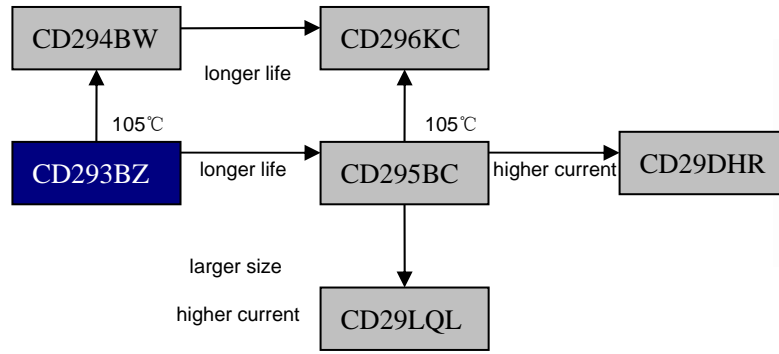 CD294BW
CD296KC
longer life
105℃
105℃
CD293BZ
longer life
CD295BC
higher current
CD29DHR
larger size
higher current
CD29LQL